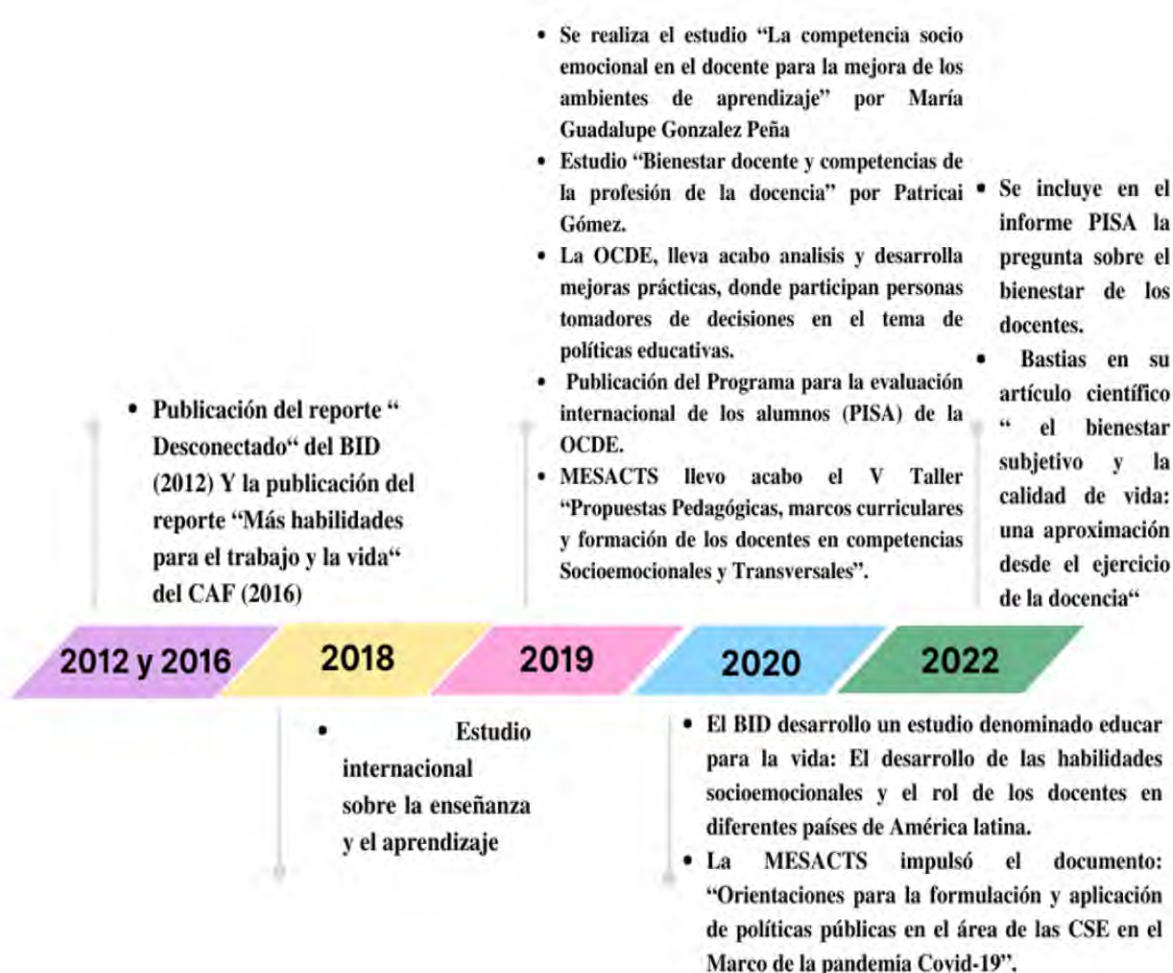 • Se realiza el estudio “La competencia socio
emocional en el docente para la mejora de los
ambientes de aprendizaje” por María
Guadalupe Gonzalez Peña
• Estudio “Bienestar docente y competencias de
la profesión de la docencia” por Patricai
Gómez.
• La OCDE, lleva acabo analisis y desarrolla
mejoras prácticas, donde participan personas
tomadores de decisiones en el tema de
políticas educativas.
• Publicación del Programa para la evaluación
internacional de los alumnos (PISA) de la
OCDE.
• MESACTS llevo acabo el V Taller
“Propuestas Pedagógicas, marcos curriculares
y formación de los docentes en competencias
Socioemocionales y Transversales”.
• Se incluye en el
informe PISA la
pregunta sobre el
bienestar de los
docentes.
• Bastias en su
artículo científico
“ el bienestar
subjetivo y la
calidad de vida:
una aproximación
desde el ejercicio
de la docencia“
• Publicación del reporte “
Desconectado“ del BID
(2012) Y la publicación del
reporte “Más habilidades
para el trabajo y la vida“
del CAF (2016)
2012 y 2016
2018
2019
2020
2022
• Estudio
internacional
sobre la enseñanza
y el aprendizaje
• El BID desarrollo un estudio denominado educar
para la vida: El desarrollo de las habilidades
socioemocionales y el rol de los docentes en
diferentes países de América latina.
• La MESACTS impulsó el documento:
“Orientaciones para la formulación y aplicación
de políticas públicas en el área de las CSE en el
Marco de la pandemia Covid-19”.